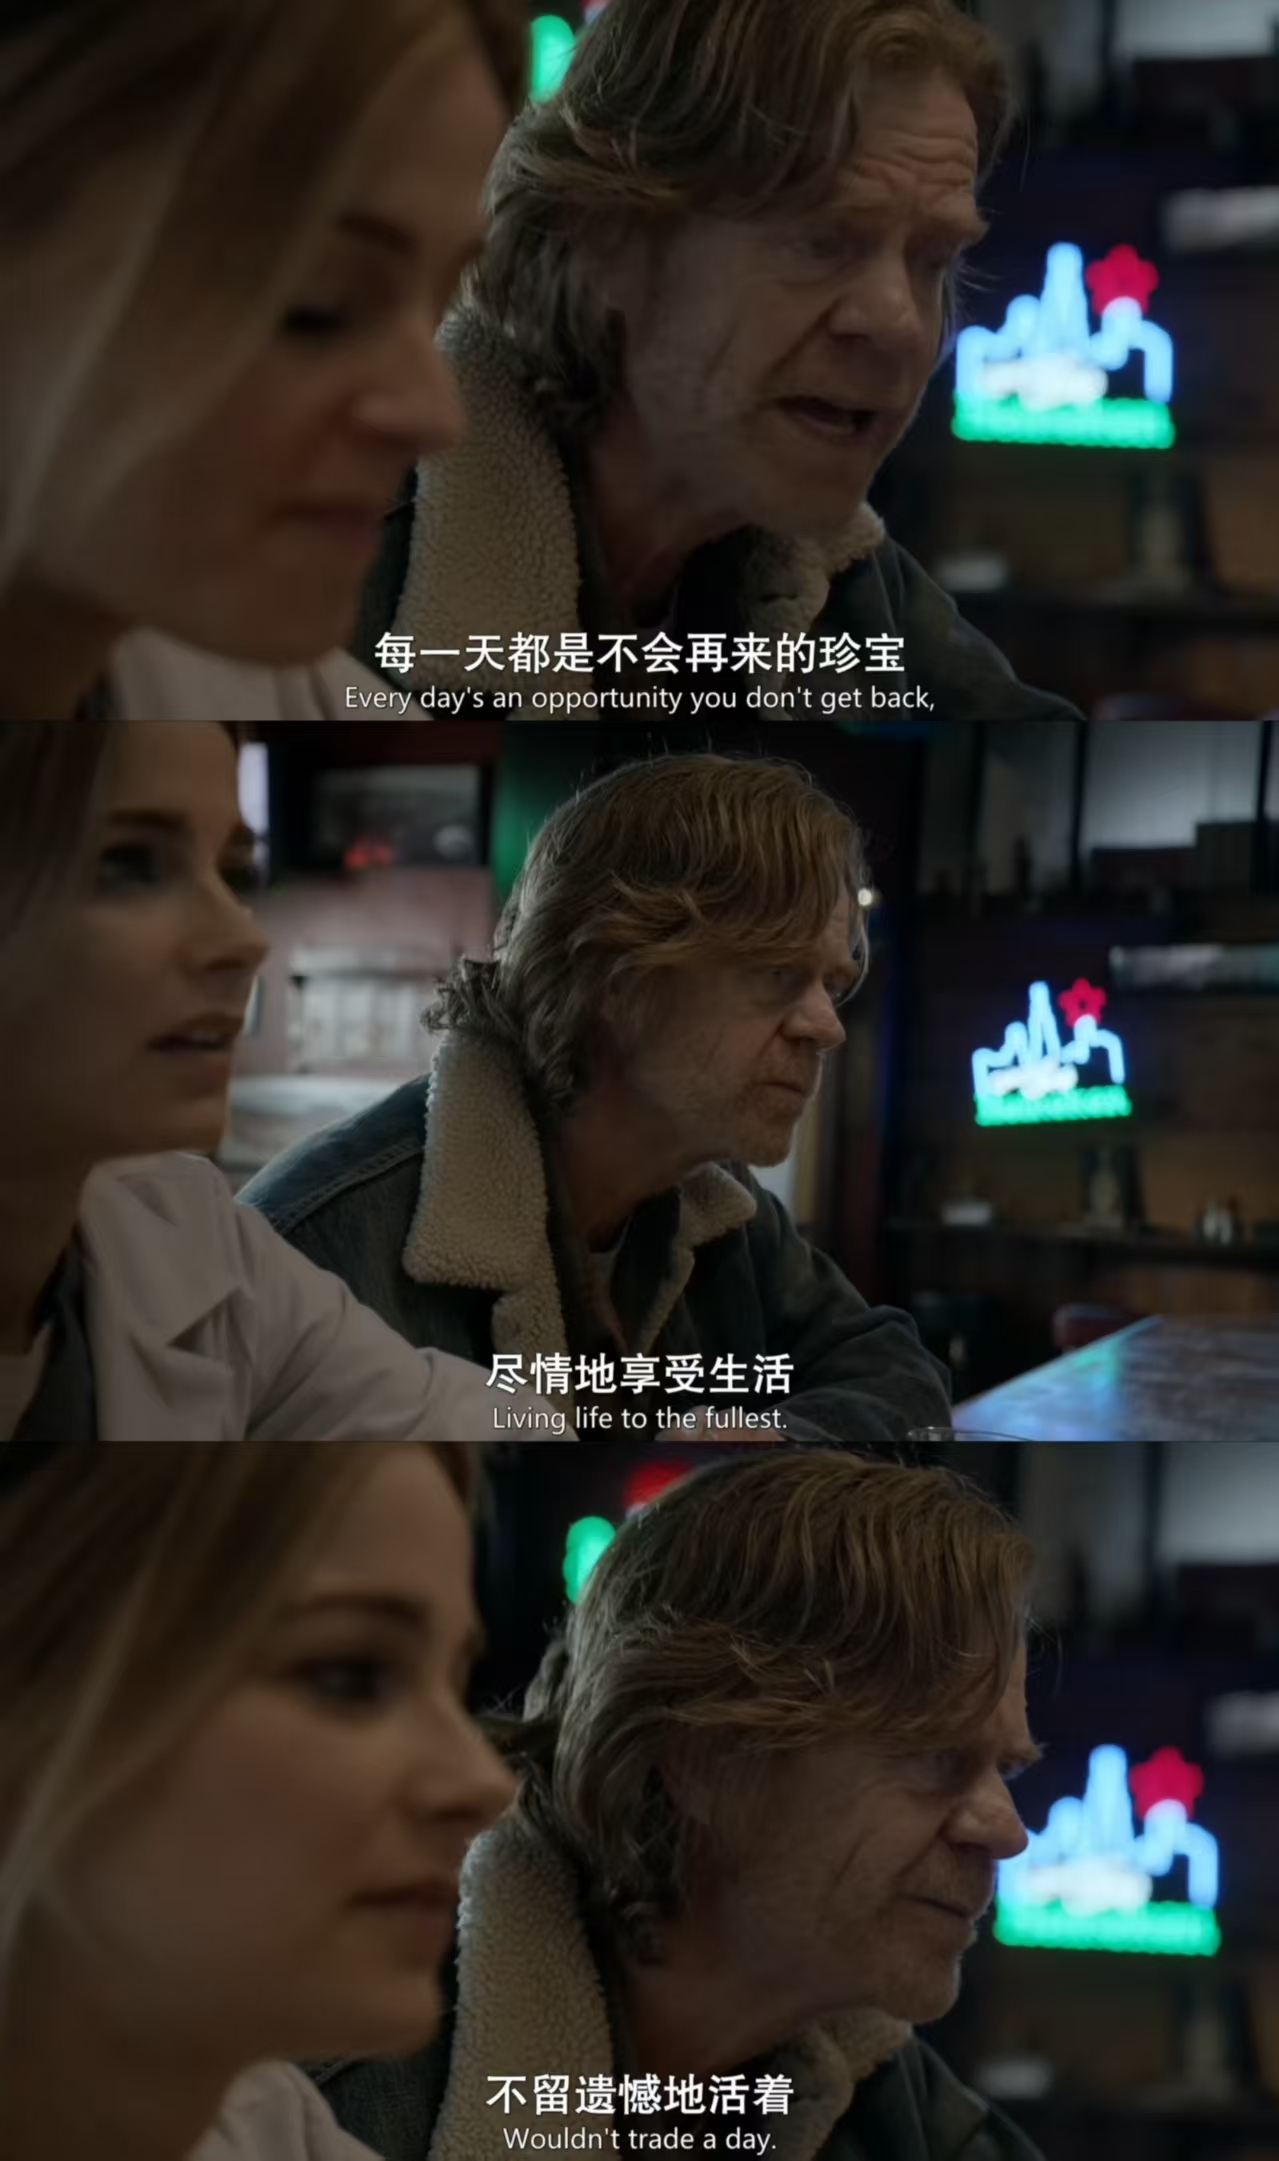 每一天都是不会再来的珍宝
Every day's an opportunity you don't get back,
尽情地享受生活
Living life to the fullest.
不留遗憾地活着
Wouldn't trade a day.